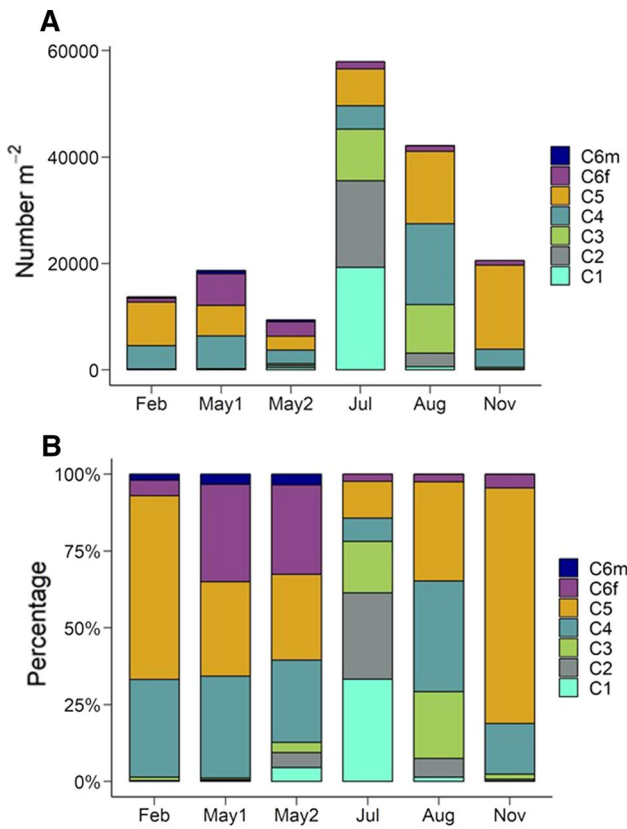 A
Number m⁻²
60000
40000
20000
0
Feb May1 May2 Jul Aug Nov
C6m
C6f
C5
C4
C3
C2
C1
B
Percentage
100%
75%
50%
25%
0%
Feb May1 May2 Jul Aug Nov
C6m
C6f
C5
C4
C3
C2
C1